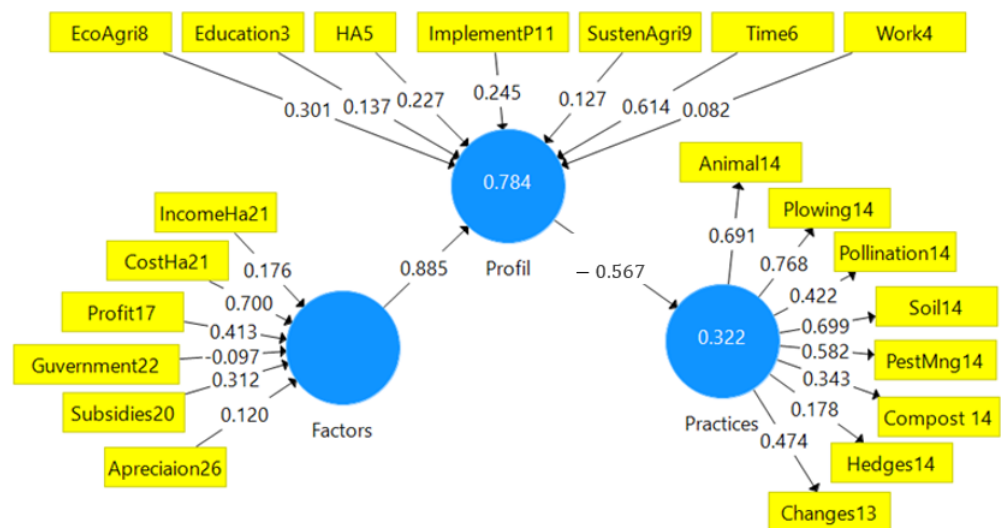 EcoAgri8
Education3
HA5
ImplementP11
SustenAgri9
Time6
Work4
0.301
0.137
0.227
0.245
0.127
0.614
0.082
0.784
Profil
IncomeHa21
CostHa21
Profit17
Guvernment22
Subsidies20
Apreciaion26
0.176
0.700
0.413
-0.097
0.312
0.120
Factors
0.885
− 0.567
0.322
Practices
Animal14
Plowing14
Pollination14
Soil14
PestMng14
Compost 14
Hedges14
Changes13
0.691
0.768
0.422
0.699
0.582
0.343
0.178
0.474